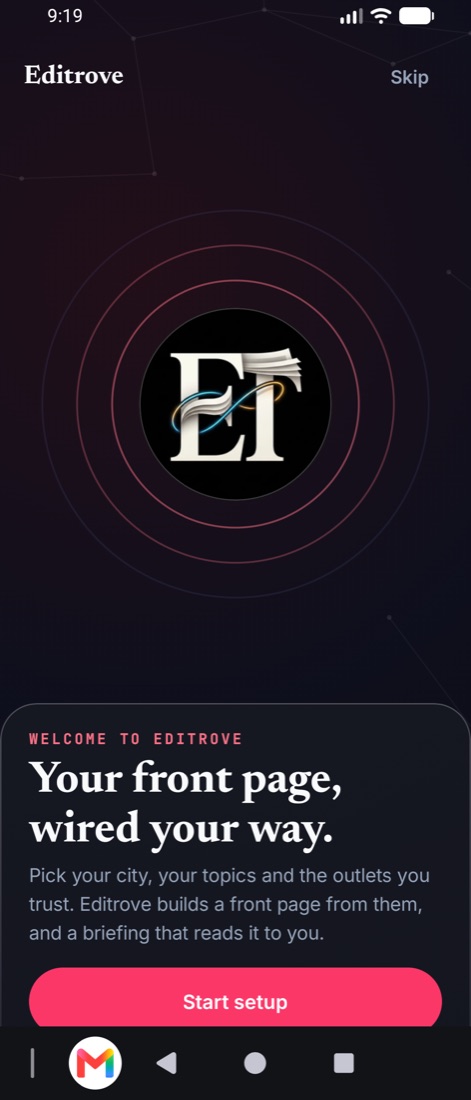 9:19
Editrove
Skip
ET
WELCOME TO EDITROVE
Your front page,
wired your way.
Pick your city, your topics and the outlets you
trust. Editrove builds a front page from them,
and a briefing that reads it to you.
Start setup